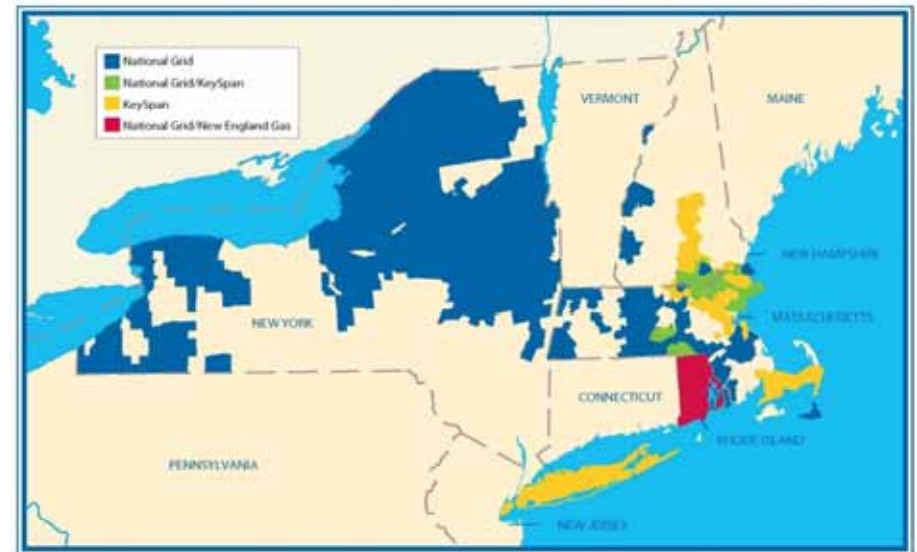 National Grid
National Grid/KeySpan
KeySpan
National Grid/New England Gas
VERMONT
MAINE
NEW HAMPSHIRE
MASSACHUSETTS
NEW YORK
CONNECTICUT
RHODE ISLAND
PENNSYLVANIA
NEW JERSEY